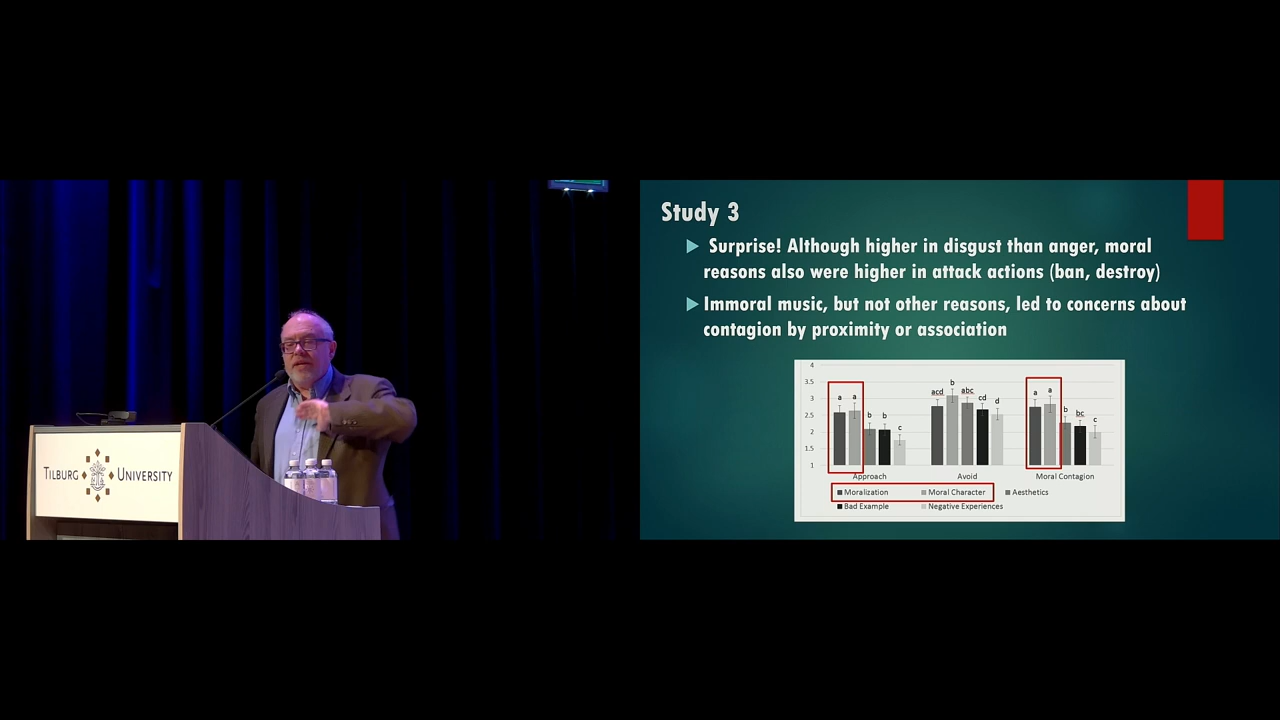 TILBURG UNIVERSITY
Study 3
Surprise! Although higher in disgust than anger, moral
reasons also were higher in attack actions (ban, destroy)
Immoral music, but not other reasons, led to concerns about
contagion by proximity or association
4
3.5
3
2.5
2
1.5
1
a a b b c
acd b abc cd d
a a b bc c
Approach Avoid Moral Contagion
Moralization Moral Character Aesthetics
Bad Example Negative Experiences